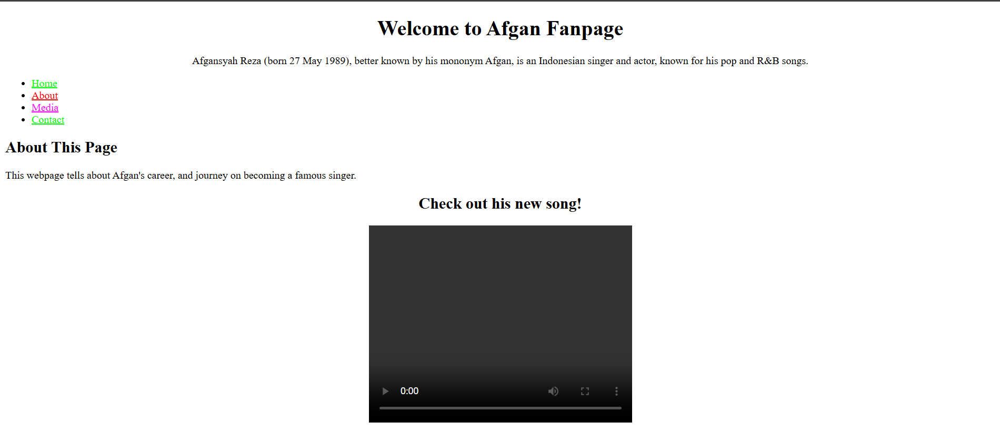 Welcome to Afgan Fanpage
Afgansyah Reza (born 27 May 1989), better known by his mononym Afgan, is an Indonesian singer and actor, known for his pop and R&B songs.
Home
About
Media
Contact
About This Page
This webpage tells about Afgan's career, and journey on becoming a famous singer.
Check out his new song!
0:00